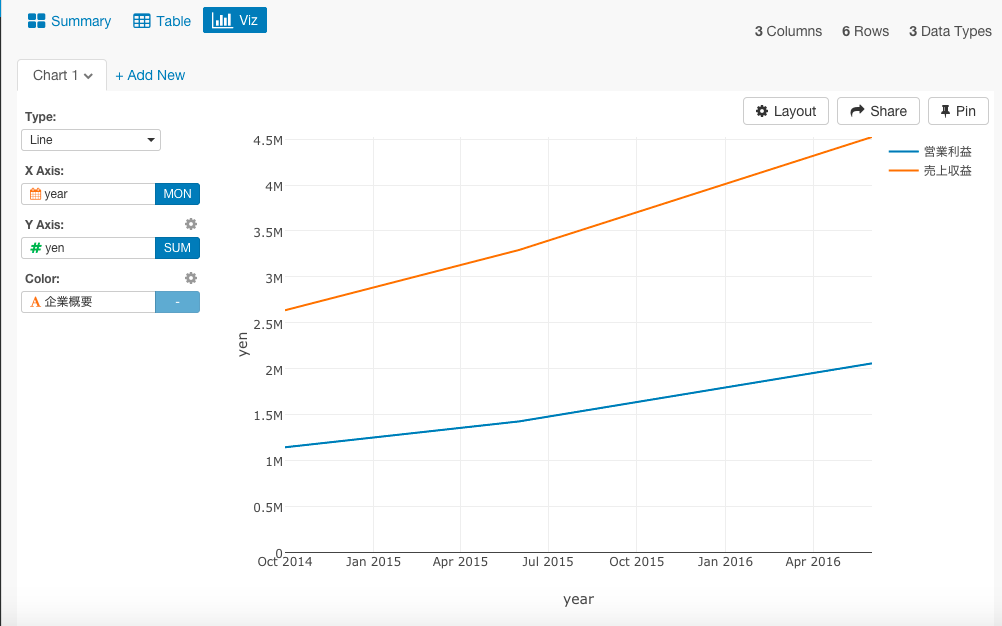 Summary Table Viz
3 Columns 6 Rows 3 Data Types
Chart 1 + Add New
Layout Share Pin
Type:
Line
X Axis:
year MON
Y Axis:
# yen SUM
Color:
A 企業概要 -
4.5M
4M
3.5M
3M
2.5M
2M
1.5M
1M
0.5M
0
yen
Oct 2014 Jan 2015 Apr 2015 Jul 2015 Oct 2015 Jan 2016 Apr 2016
year
営業利益
売上収益